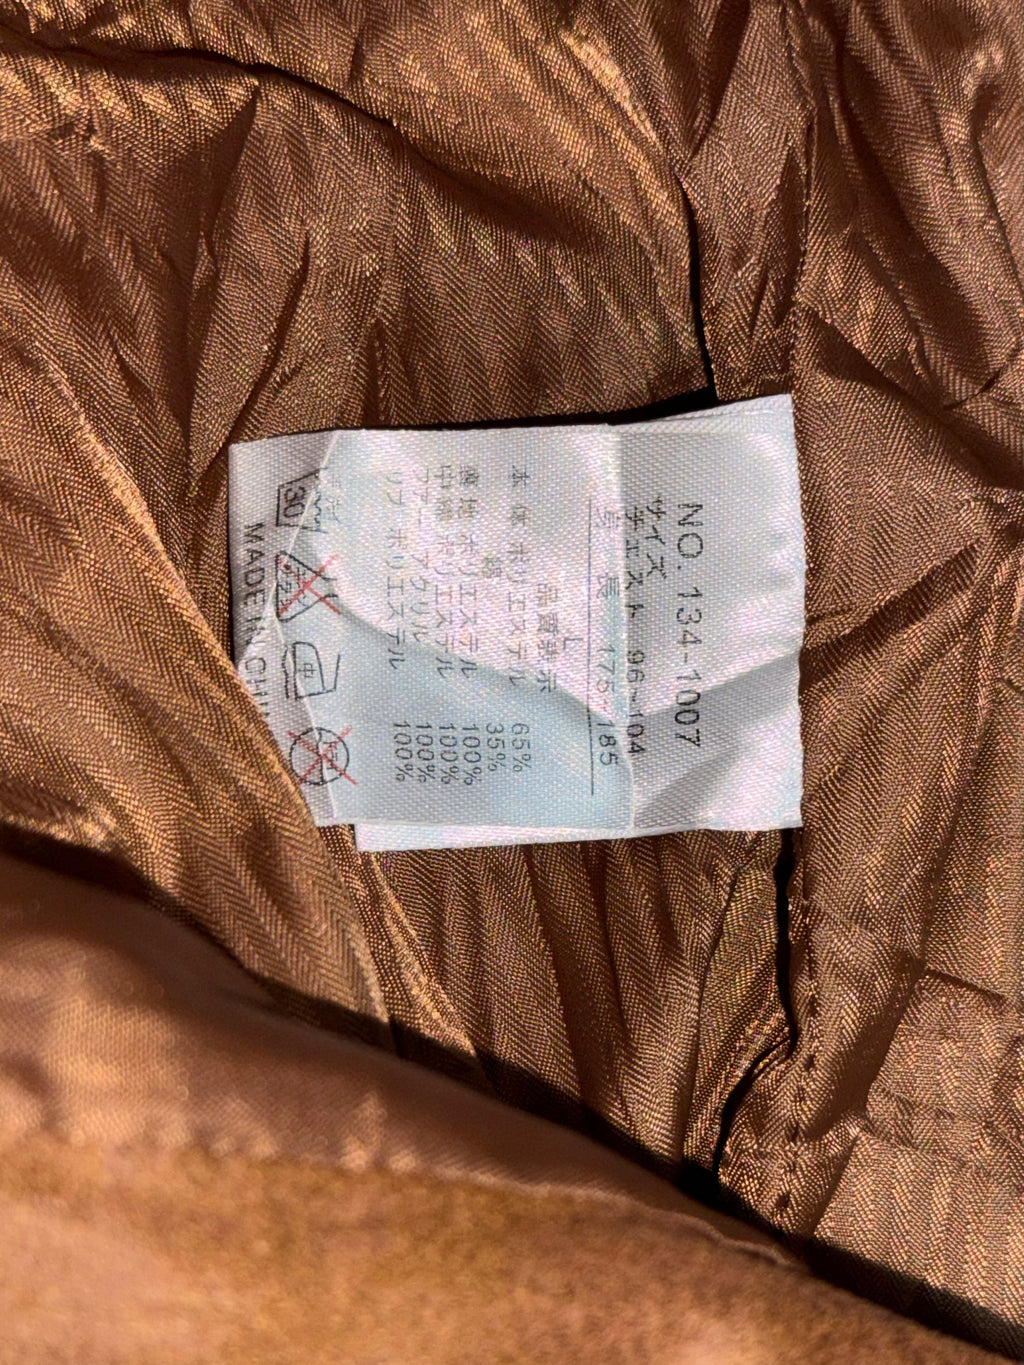 NO. 134-1007
サイズ
チェスト 96~104
身 長 175~185
L
品質表示
本 体 ポリエステル 65%
綿 35%
裏地 ポリエステル 100%
中綿 ポリエステル 100%
ファー アクリル 100%
リブ ポリエステル 100%
30 中
MADE IN CHIN